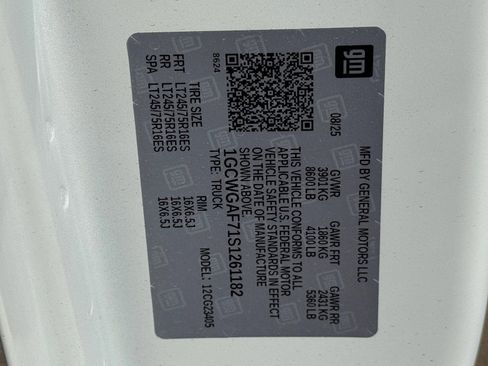 gm
MFD BY GENERAL MOTORS LLC
08/25 GVWR GAWR FRT GAWR RR
3901 KG 1860 KG 2431 KG
8600 LB 4100 LB 5360 LB
THIS VEHICLE CONFORMS TO ALL
APPLICABLE U.S. FEDERAL MOTOR
VEHICLE SAFETY STANDARDS IN EFFECT
ON THE DATE OF MANUFACTURE
SHOWN ABOVE.
1GCWGAF71S1261182
TYPE: TRUCK MODEL: 12CG23405
8624 TIRE SIZE RIM
FRT LT245/75R16ES 16X6.5J
RR LT245/75R16ES 16X6.5J
SPA LT245/75R16ES 16X6.5J